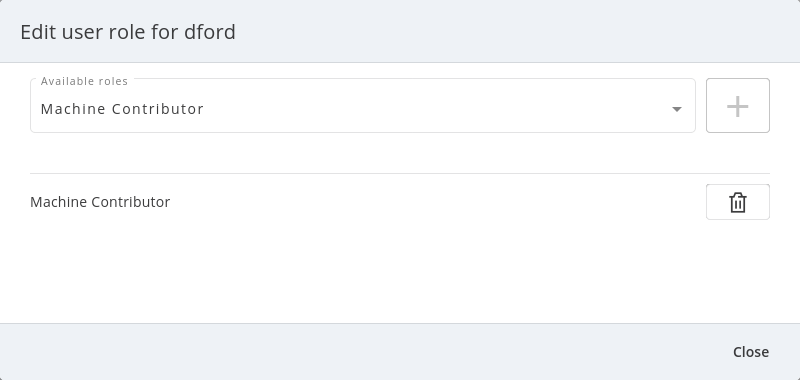 Edit user role for dford
Available roles
Machine Contributor
Machine Contributor
Close